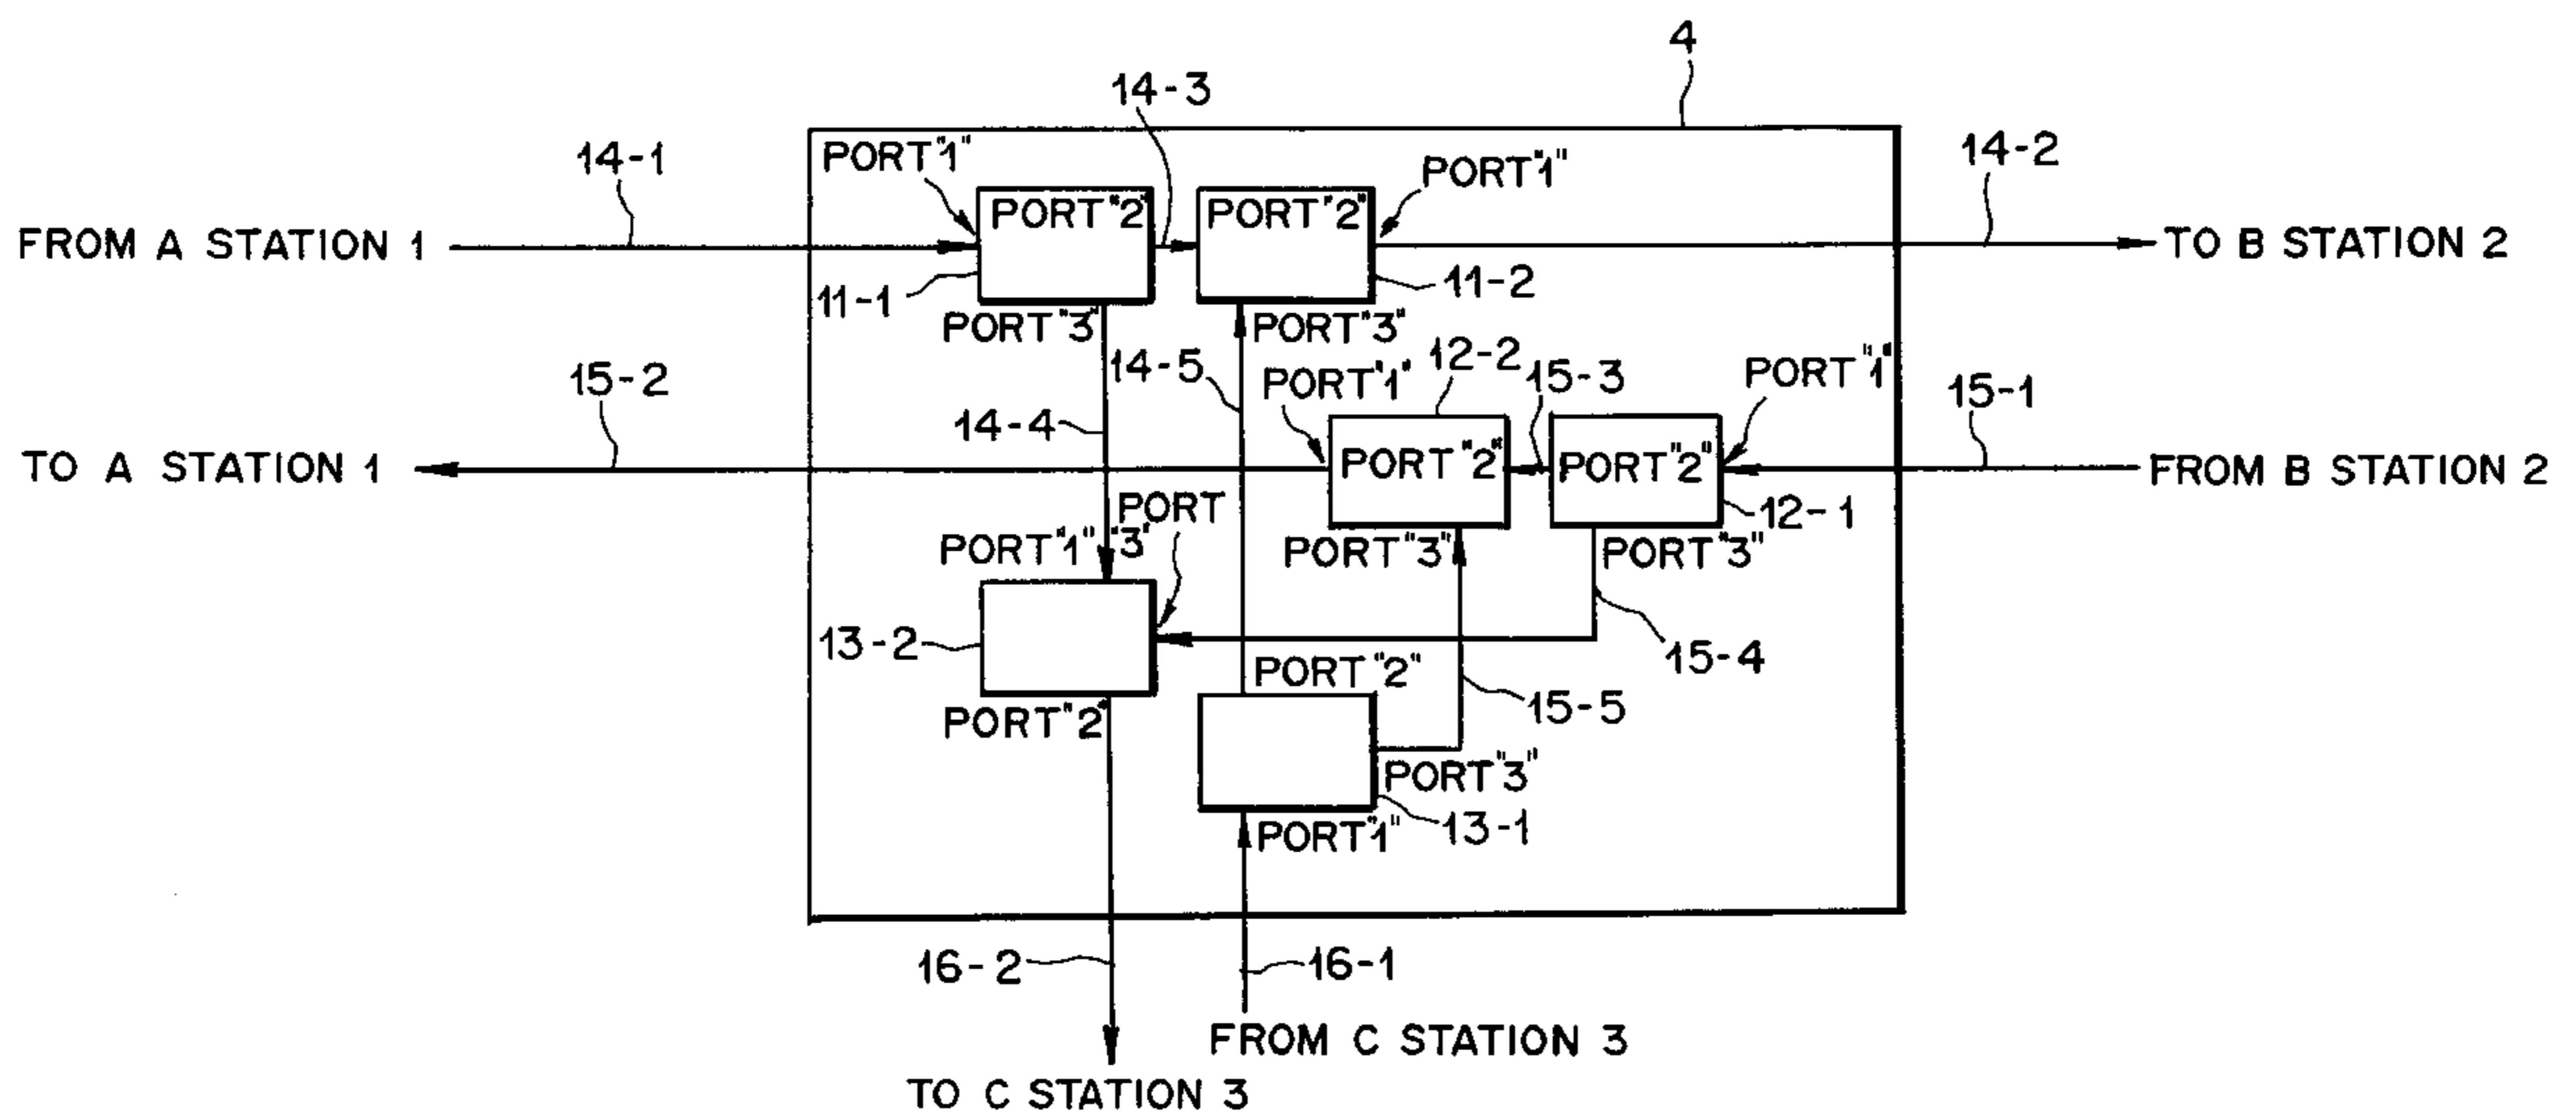 4
14-3
14-1
PORT"1"
PORT"1"
14-2
PORT"2"
PORT"2"
FROM A STATION 1
TO B STATION 2
11-1
11-2
PORT"3"
PORT"3"
15-2
14-5
PORT"1"
12-2
15-3
PORT"1"
15-1
14-4
TO A STATION 1
PORT"2"
PORT"2"
FROM B STATION 2
PORT
12-1
PORT"1"
"3"
PORT"3"
PORT"3"
13-2
15-4
PORT"2"
PORT"2"
15-5
PORT"3"
PORT"1"
13-1
16-2
16-1
FROM C STATION 3
TO C STATION 3